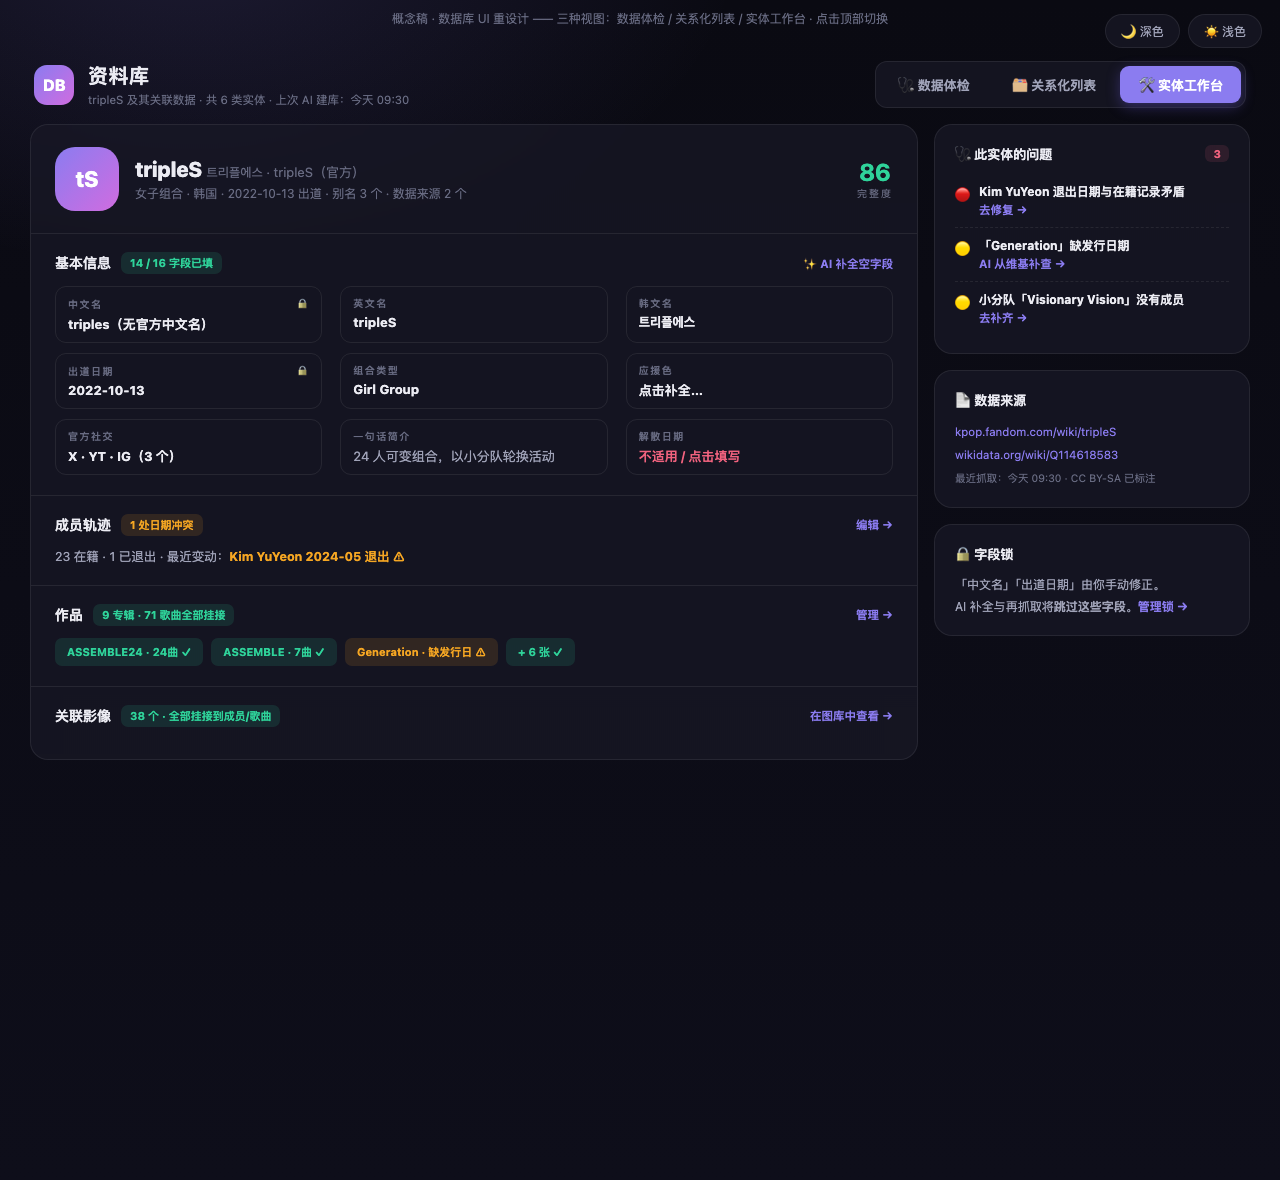 概念稿 · 数据库 UI 重设计 —— 三种视图：数据体检 / 关系化列表 / 实体工作台 · 点击顶部切换
🌙 深色
☀️ 浅色
DB
资料库
tripleS 及其关联数据 · 共 6 类实体 · 上次 AI 建库：今天 09:30
🩺 数据体检
🗂️ 关系化列表
🛠️ 实体工作台
tS
tripleS 트리플에스 · tripleS（官方）
女子组合 · 韩国 · 2022-10-13 出道 · 别名 3 个 · 数据来源 2 个
86
完整度
基本信息
14 / 16 字段已填
✨ AI 补全空字段
中文名 🔒
triples（无官方中文名）
英文名
tripleS
韩文名
트리플에스
出道日期 🔒
2022-10-13
组合类型
Girl Group
应援色
点击补全…
官方社交
X · YT · IG（3 个）
一句话简介
24 人可变组合，以小分队轮换活动
解散日期
不适用 / 点击填写
成员轨迹
1 处日期冲突
编辑 →
23 在籍 · 1 已退出 · 最近变动：Kim YuYeon 2024-05 退出 ⚠
作品
9 专辑 · 71 歌曲全部挂接
管理 →
ASSEMBLE24 · 24曲 ✓
ASSEMBLE · 7曲 ✓
Generation · 缺发行日 ⚠
+ 6 张 ✓
关联影像
38 个 · 全部挂接到成员/歌曲
在图库中查看 →
🩺 此实体的问题
3
Kim YuYeon 退出日期与在籍记录矛盾
去修复 →
「Generation」缺发行日期
AI 从维基补查 →
小分队「Visionary Vision」没有成员
去补齐 →
📄 数据来源
kpop.fandom.com/wiki/tripleS
wikidata.org/wiki/Q114618583
最近抓取：今天 09:30 · CC BY-SA 已标注
🔒 字段锁
「中文名」「出道日期」由你手动修正。
AI 补全与再抓取将跳过这些字段。管理锁 →